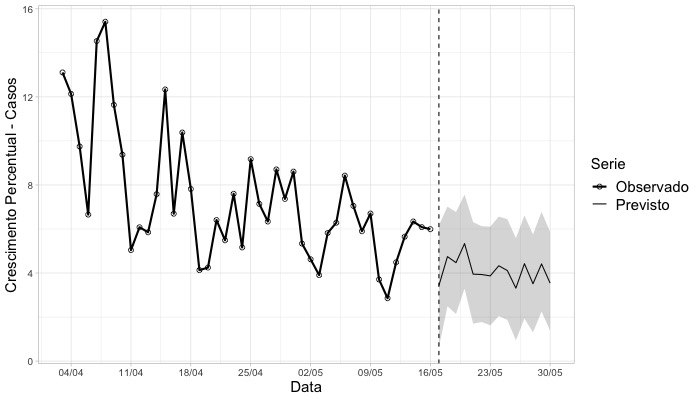 Crescimento Percentual - Casos
16
12
8
4
0
04/04 11/04 18/04 25/04 02/05 09/05 16/05 23/05 30/05
Data
Serie
Observado
Previsto